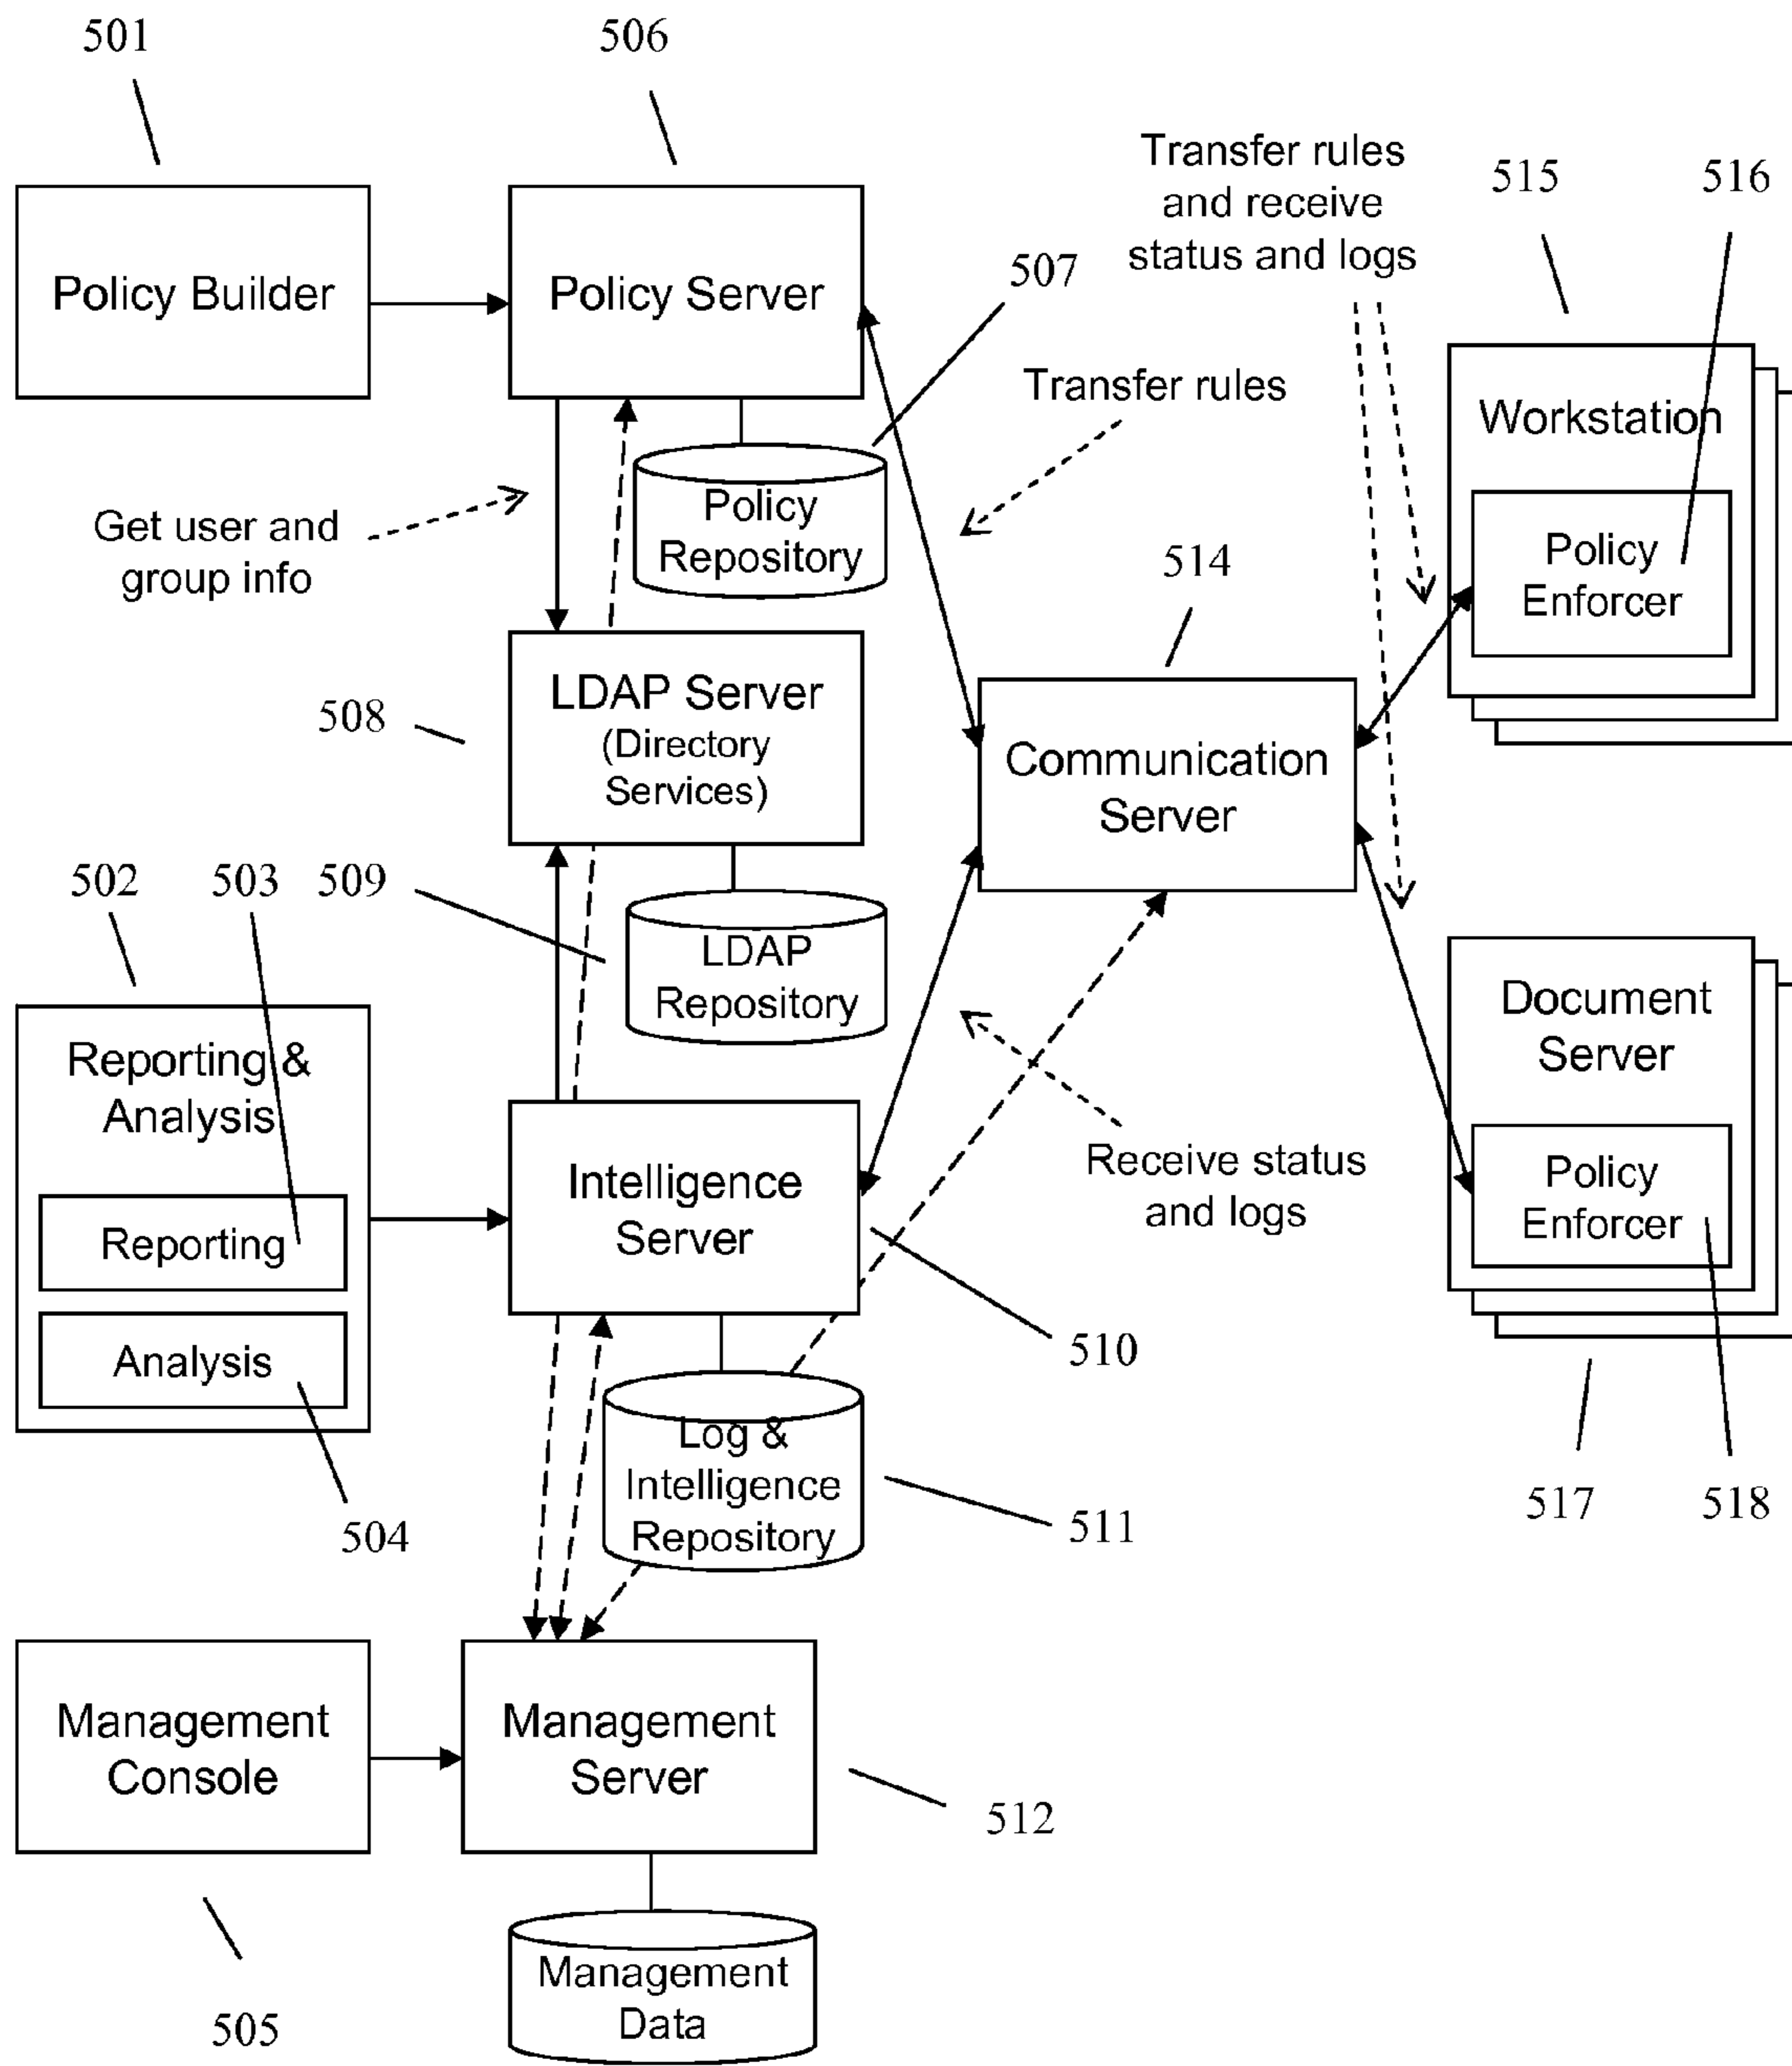 501
506
Transfer rules
and receive
status and logs
515
516
507
Policy Builder
Policy Server
Transfer rules
Workstation
Policy
Repository
Get user and
group info
Policy
Enforcer
514
LDAP Server
(Directory
Services)
508
Communication
Server
502
503
509
LDAP
Repository
Document
Server
Reporting &
Analysis
Reporting
Analysis
Intelligence
Server
Receive status
and logs
Policy
Enforcer
510
504
Log &
Intelligence
Repository
511
517
518
Management
Console
Management
Server
512
505
Management
Data